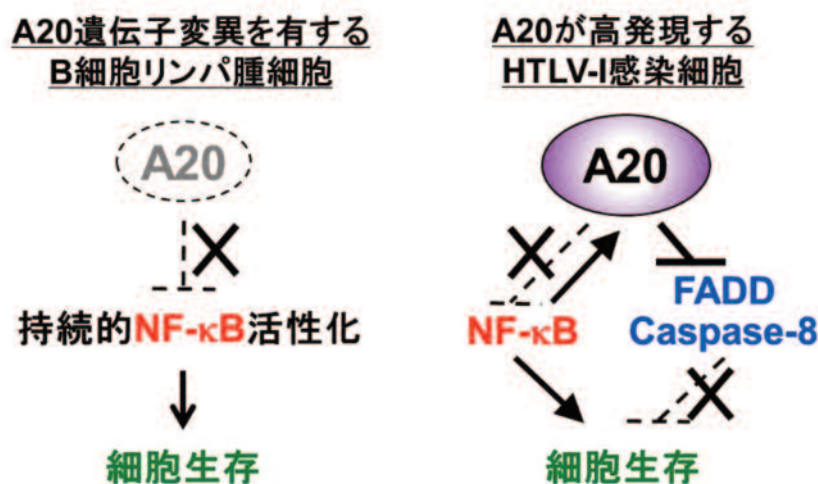 A20遺伝子変異を有する
B細胞リンパ腫細胞
A20
持続的NF-κB活性化
細胞生存
A20が高発現する
HTLV-I感染細胞
A20
NF-κB
FADD
Caspase-8
細胞生存